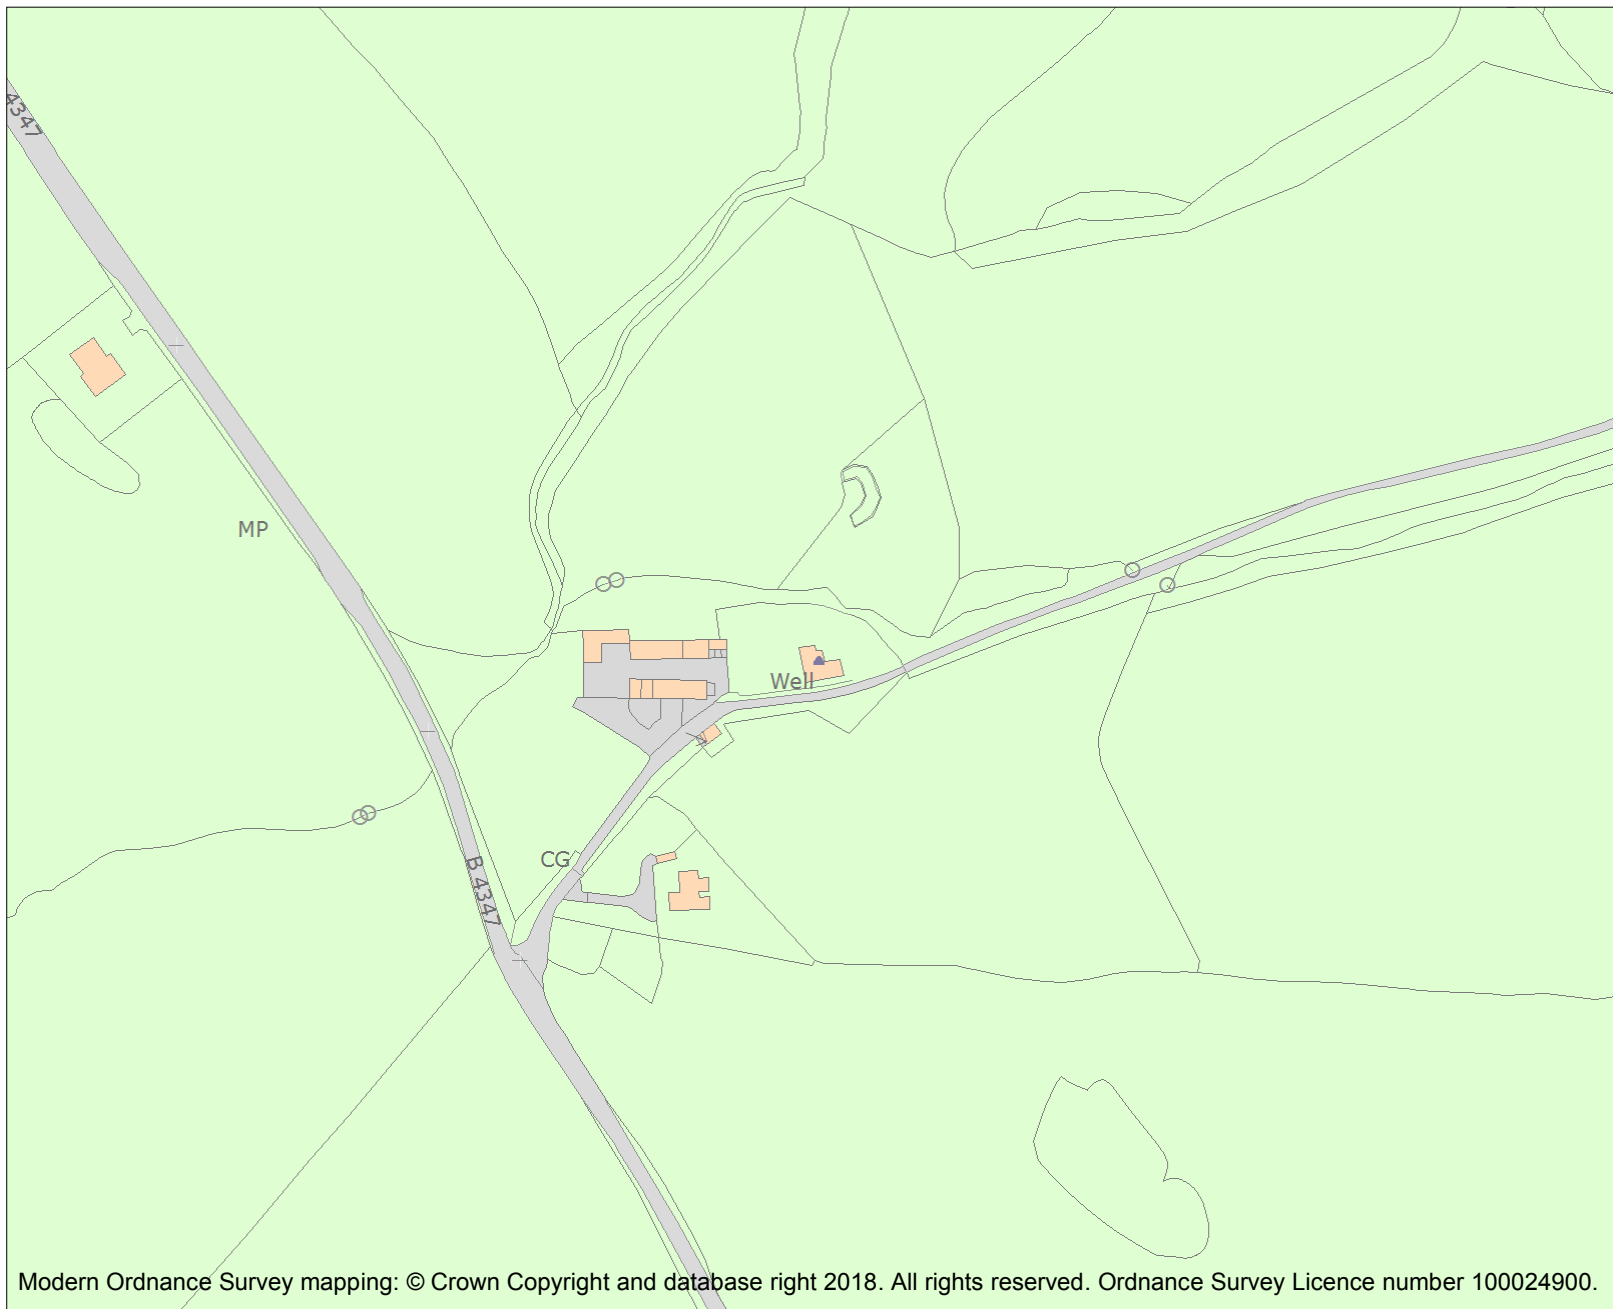 4347
MP
Well
CG
B 4347
Modern Ordnance Survey mapping: © Crown Copyright and database right 2018. All rights reserved. Ordnance Survey Licence number 100024900.